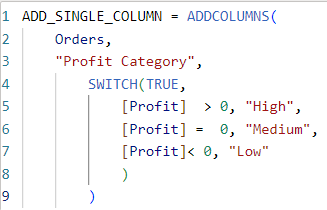 1 ADD_SINGLE_COLUMN = ADDCOLUMNS(
2 Orders,
3 "Profit Category",
4 SWITCH(TRUE,
5 [Profit] > 0, "High",
6 [Profit] = 0, "Medium",
7 [Profit]< 0, "Low"
8 )
9 )